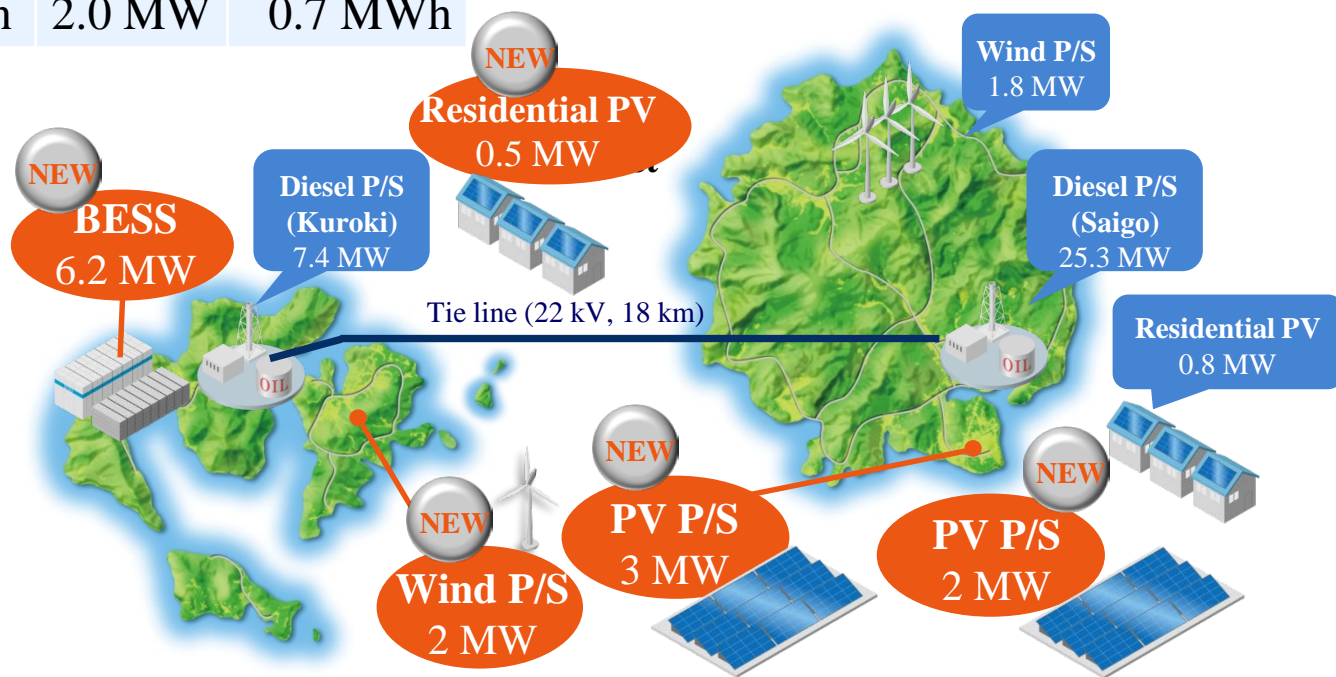 2.0 MW 0.7 MWh
NEW
Residential PV
0.5 MW
Wind P/S
1.8 MW
NEW
BESS
6.2 MW
Diesel P/S
(Kuroki)
7.4 MW
Diesel P/S
(Saigo)
25.3 MW
Tie line (22 kV, 18 km)
Residential PV
0.8 MW
OIL
OIL
NEW
Wind P/S
2 MW
NEW
PV P/S
3 MW
NEW
PV P/S
2 MW